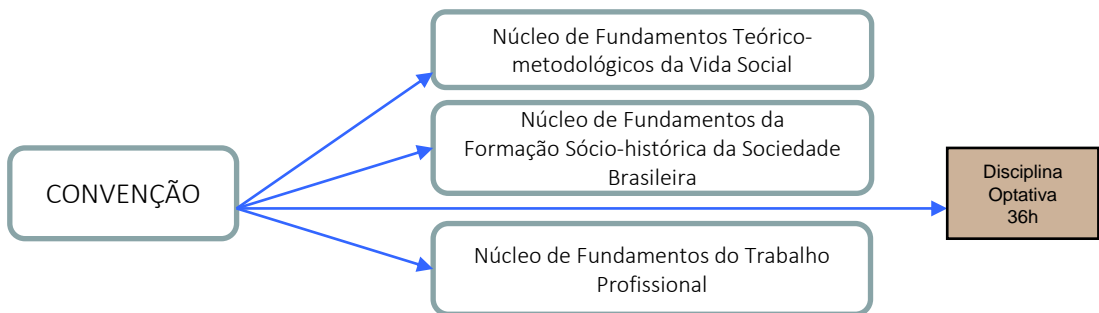 Núcleo de Fundamentos Teórico-
metodológicos da Vida Social
Núcleo de Fundamentos da
Formação Sócio-histórica da Sociedade
Brasileira
CONVENÇÃO
Disciplina
Optativa
36h
Núcleo de Fundamentos do Trabalho
Profissional